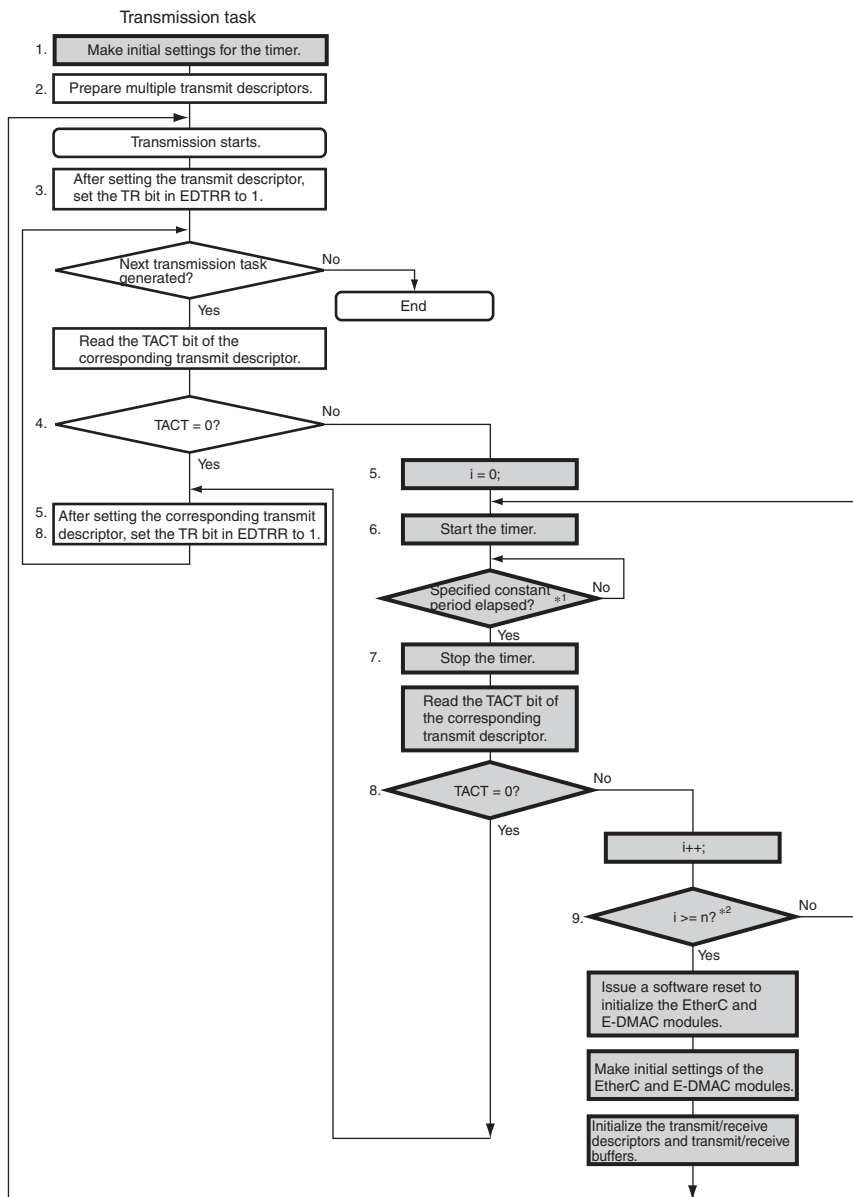 Transmission task
1. Make initial settings for the timer.
2. Prepare multiple transmit descriptors.
Transmission starts.
3. After setting the transmit descriptor,
set the TR bit in EDTRR to 1.
Next transmission task
generated?
No
End
Yes
Read the TACT bit of the
corresponding transmit descriptor.
4. TACT = 0?
No
Yes
5. i = 0;
5. After setting the corresponding transmit
8. descriptor, set the TR bit in EDTRR to 1.
6. Start the timer.
Specified constant
period elapsed? *1
No
Yes
7. Stop the timer.
Read the TACT bit of
the corresponding
transmit descriptor.
8. TACT = 0?
No
Yes
i++;
9. i >= n? *2
No
Yes
Issue a software reset to
initialize the EtherC and
E-DMAC modules.
Make initial settings of the
EtherC and E-DMAC modules.
Initialize the transmit/receive
descriptors and transmit/receive
buffers.